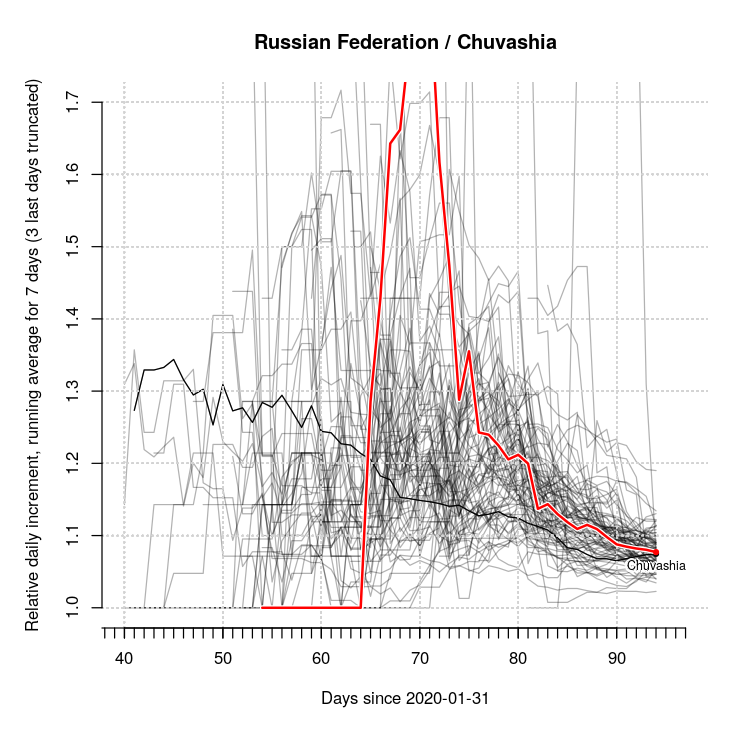 Russian Federation / Chuvashia
Relative daily increment, running average for 7 days (3 last days truncated)
1.7
1.6
1.5
1.4
1.3
1.2
1.1
1.0
Chuvashia
40 50 60 70 80 90
Days since 2020-01-31